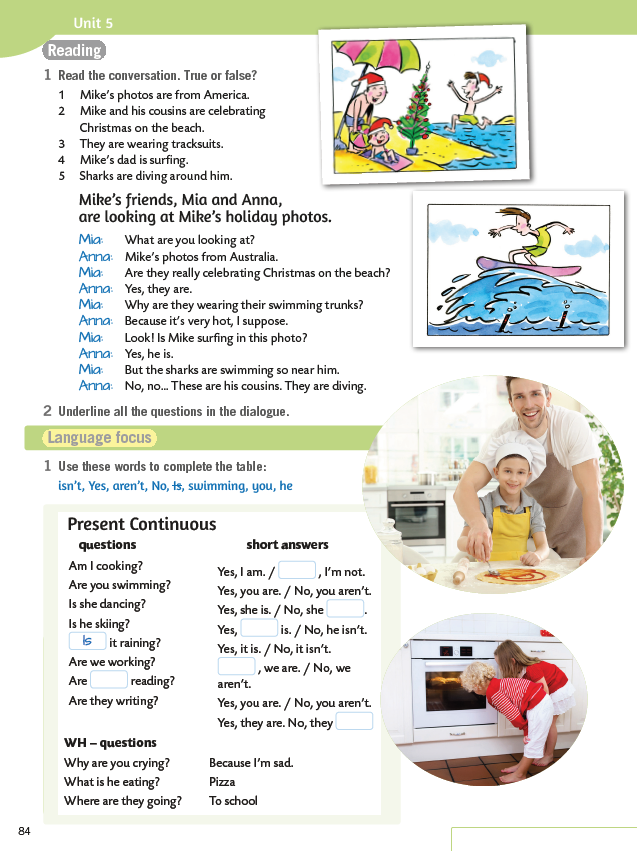 Unit 5
Reading
1 Read the conversation. True or false?
1 Mike's photos are from America.
2 Mike and his cousins are celebrating
Christmas on the beach.
3 They are wearing tracksuits.
4 Mike's dad is surfing.
5 Sharks are diving around him.
Mike's friends, Mia and Anna,
are looking at Mike's holiday photos.
Mia: What are you looking at?
Anna: Mike's photos from Australia.
Mia: Are they really celebrating Christmas on the beach?
Anna: Yes, they are.
Mia: Why are they wearing their swimming trunks?
Anna: Because it's very hot, I suppose.
Mia: Look! Is Mike surfing in this photo?
Anna: Yes, he is.
Mia: But the sharks are swimming so near him.
Anna: No, no... These are his cousins. They are diving.
2 Underline all the questions in the dialogue.
Language focus
1 Use these words to complete the table:
isn't, Yes, aren't, No, Is, swimming, you, he
Present Continuous
questions short answers
Am I cooking? Yes, I am. / , I'm not.
Are you swimming? Yes, you are. / No, you aren't.
Is she dancing? Yes, she is. / No, she .
Is he skiing? Yes, is. / No, he isn't.
Is it raining? Yes, it is. / No, it isn't.
Are we working? , we are. / No, we
aren't.
Are reading? Yes, you are. / No, you aren't.
Are they writing? Yes, they are. No, they
WH – questions
Why are you crying? Because I'm sad.
What is he eating? Pizza
Where are they going? To school
84